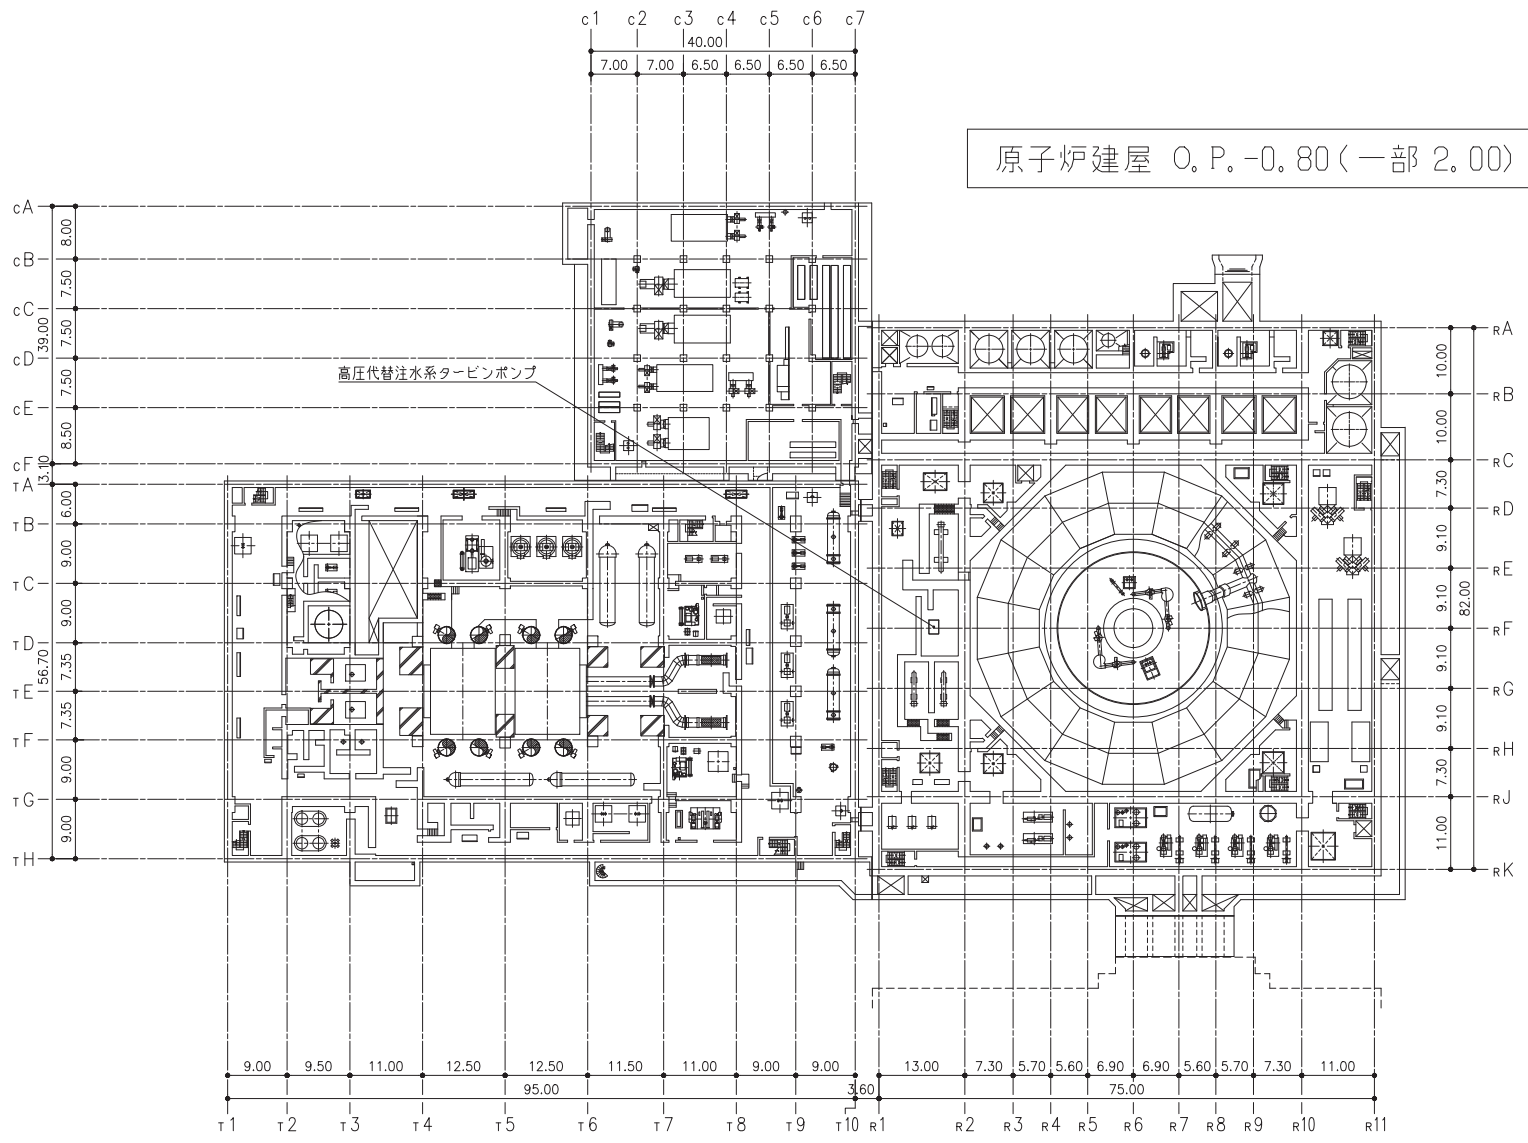 c1 c2 c3 c4 c5 c6 c7
40.00
7.00 7.00 6.50 6.50 6.50 6.50
原子炉建屋 O.P.-0.80(一部 2.00)
cA
8.00
cB
7.50
cC
39.00
7.50
cD
7.50
cE
8.50
cF
3.10
高圧代替注水系タービンポンプ
TA
6.00
TB
9.00
TC
9.00
TD
56.70
7.35
TE
7.35
TF
9.00
TG
9.00
TH
RA
10.00
RB
10.00
RC
7.30
RD
9.10
RE
82.00
9.10
RF
9.10
RG
9.10
RH
7.30
RJ
11.00
RK
9.00 9.50 11.00 12.50 12.50 11.50 11.00 9.00 9.00 13.00 7.30 5.70 5.60 6.90 6.90 5.60 5.70 7.30 11.00
95.00 3.60 75.00
T1 T2 T3 T4 T5 T6 T7 T8 T9 T10 R1 R2 R3 R4 R5 R6 R7 R8 R9 R10 R11